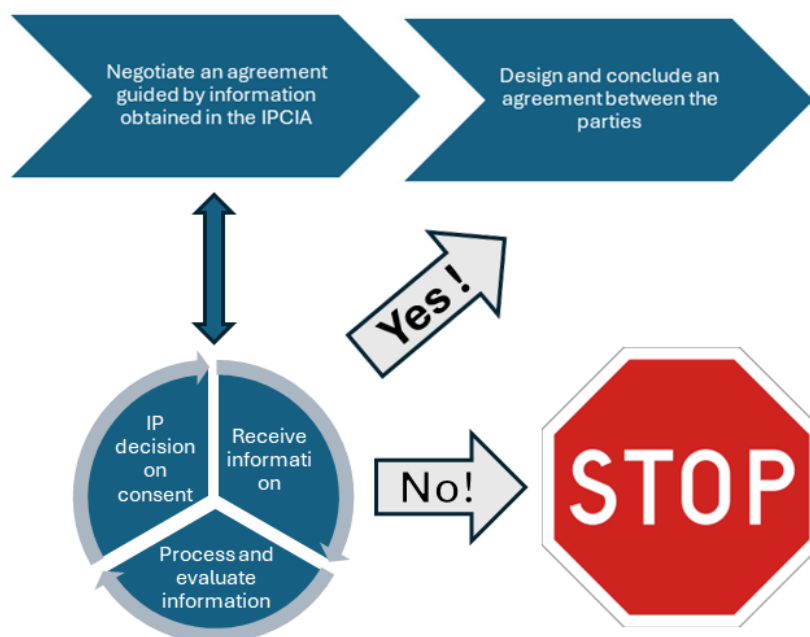 Negotiate an agreement
guided by information
obtained in the IPCIA
Design and conclude an
agreement between the
parties
Yes !
IP
decision
on
consent
Receive
informati
on
Process and
evaluate
information
No!
STOP